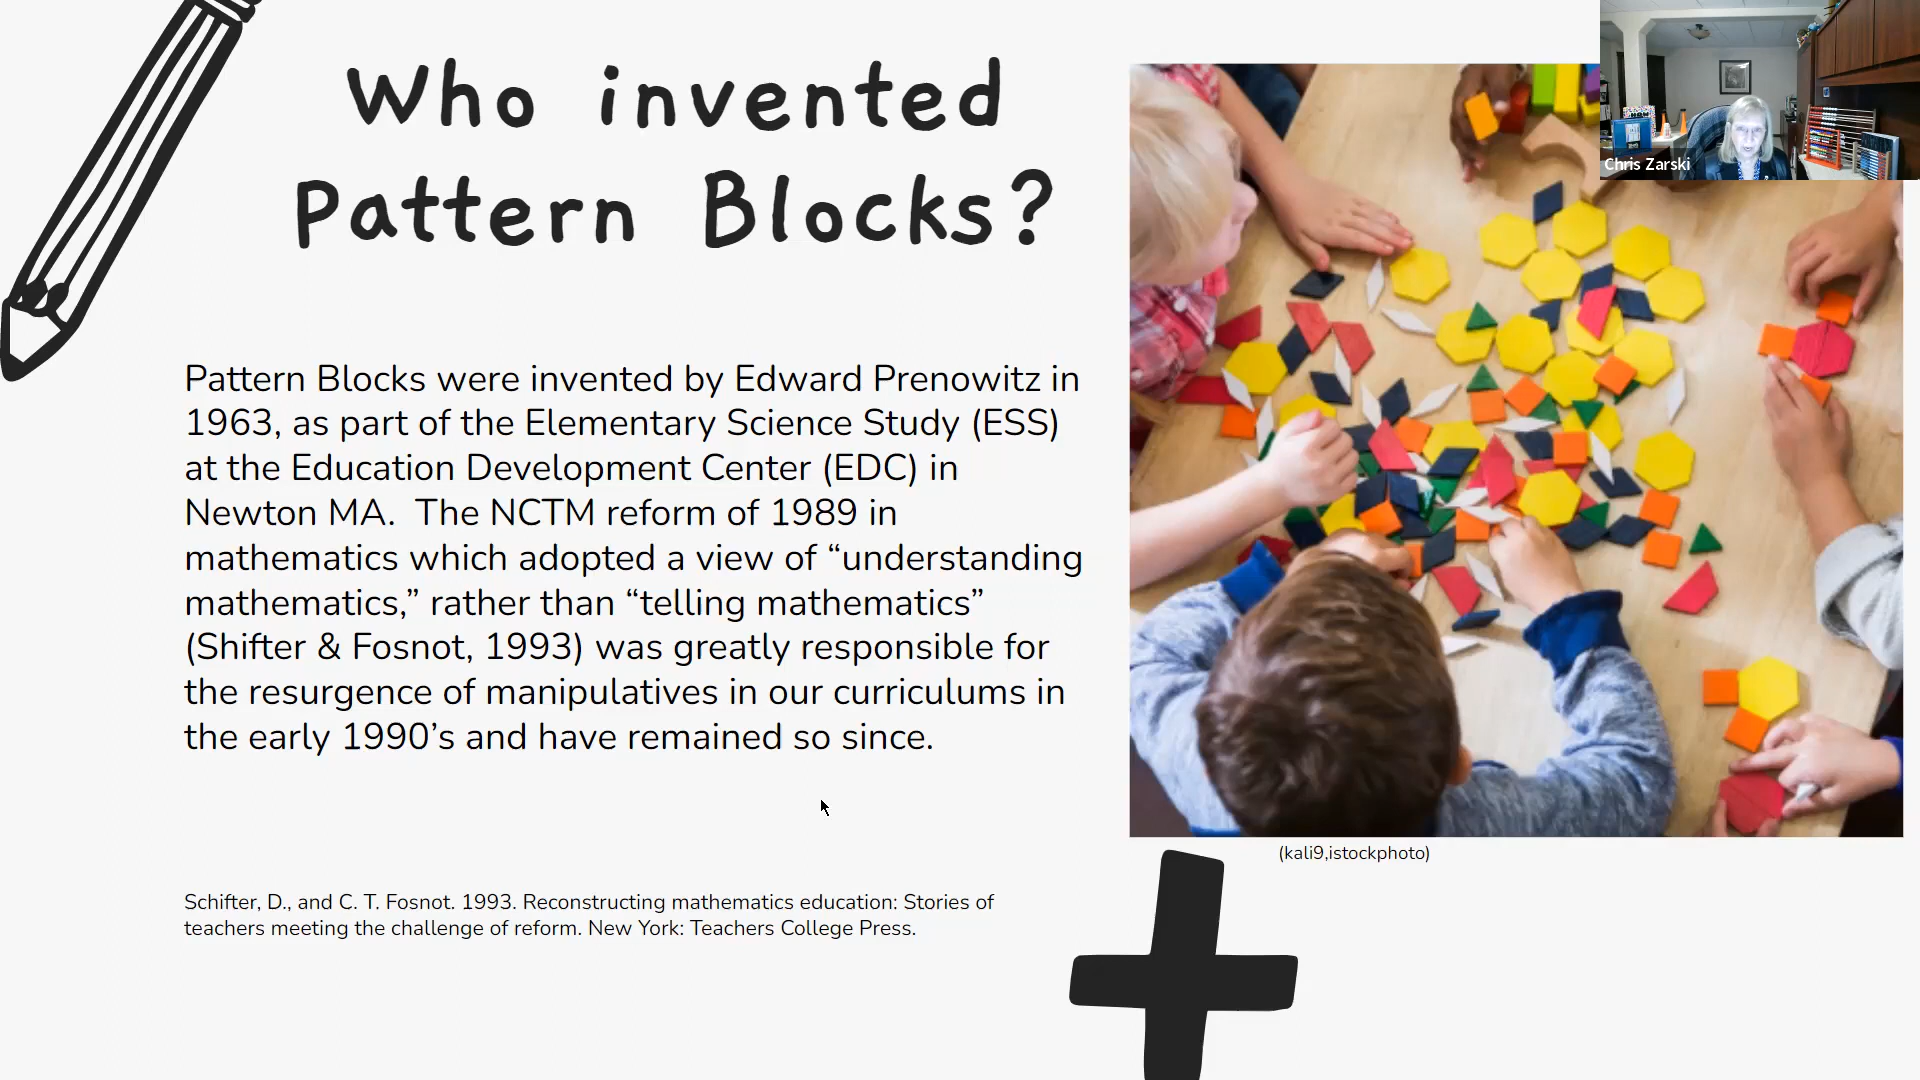 Who invented
Pattern Blocks?
Chris Zarski
Pattern Blocks were invented by Edward Prenowitz in
1963, as part of the Elementary Science Study (ESS)
at the Education Development Center (EDC) in
Newton MA.  The NCTM reform of 1989 in
mathematics which adopted a view of “understanding
mathematics,” rather than “telling mathematics”
(Shifter & Fosnot, 1993) was greatly responsible for
the resurgence of manipulatives in our curriculums in
the early 1990’s and have remained so since.
(kali9,istockphoto)
Schifter, D., and C. T. Fosnot. 1993. Reconstructing mathematics education: Stories of
teachers meeting the challenge of reform. New York: Teachers College Press.